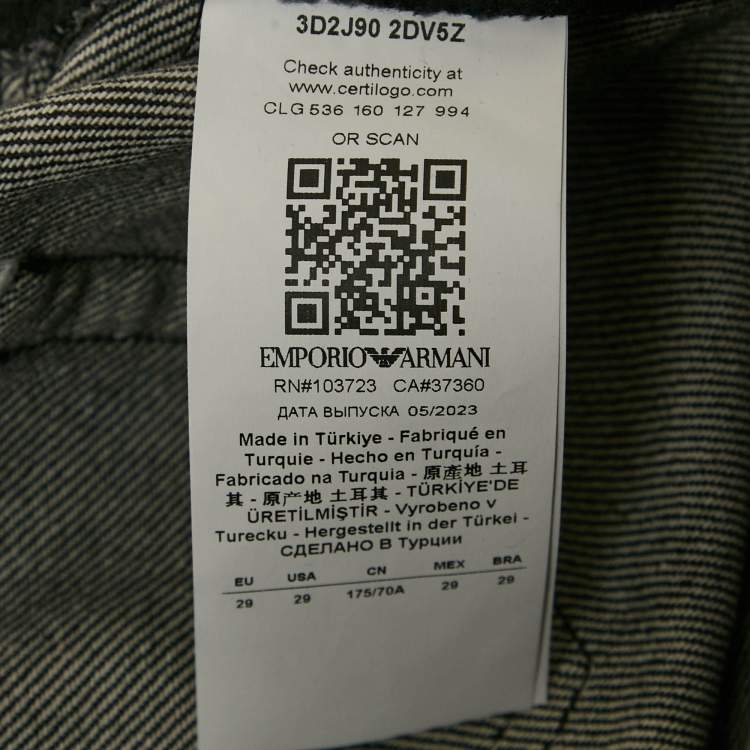 3D2J90 2DV5Z
Check authenticity at
www.certilogo.com
CLG 536 160 127 994
OR SCAN
EMPORIO ARMANI
RN#103723 CA#37360
ДАТА ВЫПУСКА 05/2023
Made in Türkiye - Fabriqué en
Turquie - Hecho en Turquía -
Fabricado na Turquia - 原產地 土耳
其 - 原产地 土耳其 - TÜRKİYE'DE
ÜRETİLMİŞTİR - Vyrobeno v
Turecku - Hergestellt in der Türkei -
СДЕЛАНО В Турции
EU USA CN MEX BRA
29 29 175/70A 29 29